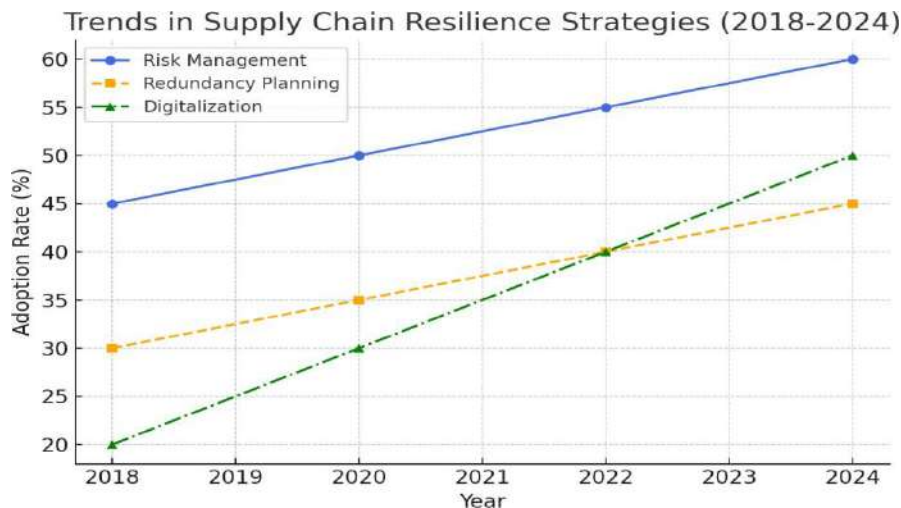 Trends in Supply Chain Resilience Strategies (2018-2024)
Risk Management
Redundancy Planning
Digitalization
Adoption Rate (%)
60
55
50
45
40
35
30
25
20
2018 2019 2020 2021 2022 2023 2024
Year